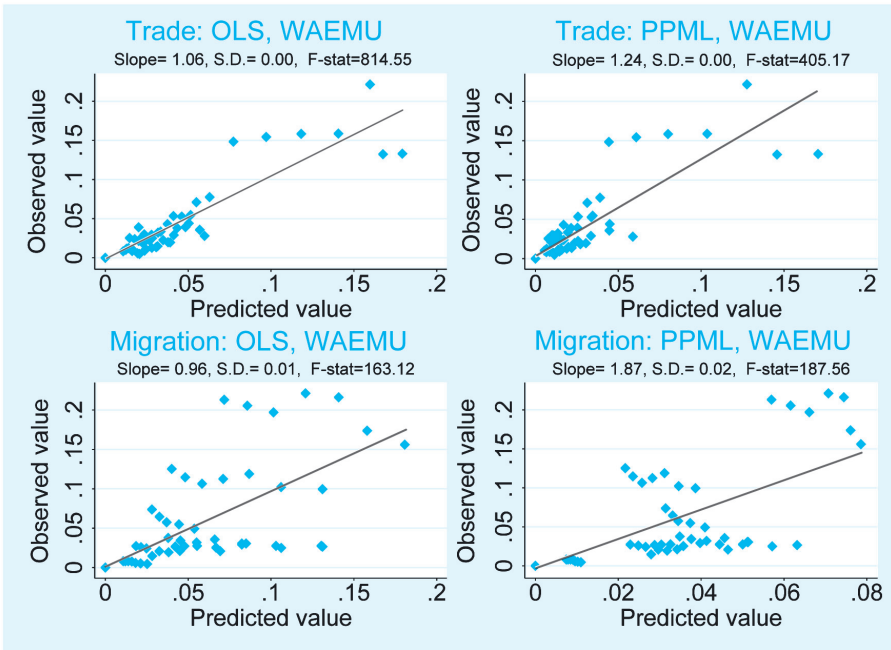 Trade: OLS, WAEMU
Slope= 1.06, S.D.= 0.00,  F-stat=814.55
Observed value
.2
.15
.1
.05
0
0
.05
.1
.15
.2
Predicted value
Trade: PPML, WAEMU
Slope= 1.24, S.D.= 0.00, F-stat=405.17
Observed value
.2
.15
.1
.05
0
0
.05
.1
.15
.2
Predicted value
Migration: OLS, WAEMU
Slope= 0.96, S.D.= 0.01,  F-stat=163.12
Observed value
.2
.15
.1
.05
0
0
.05
.1
.15
.2
Predicted value
Migration: PPML, WAEMU
Slope= 1.87, S.D.= 0.02,  F-stat=187.56
Observed value
.2
.15
.1
.05
0
0
.02
.04
.06
.08
Predicted value